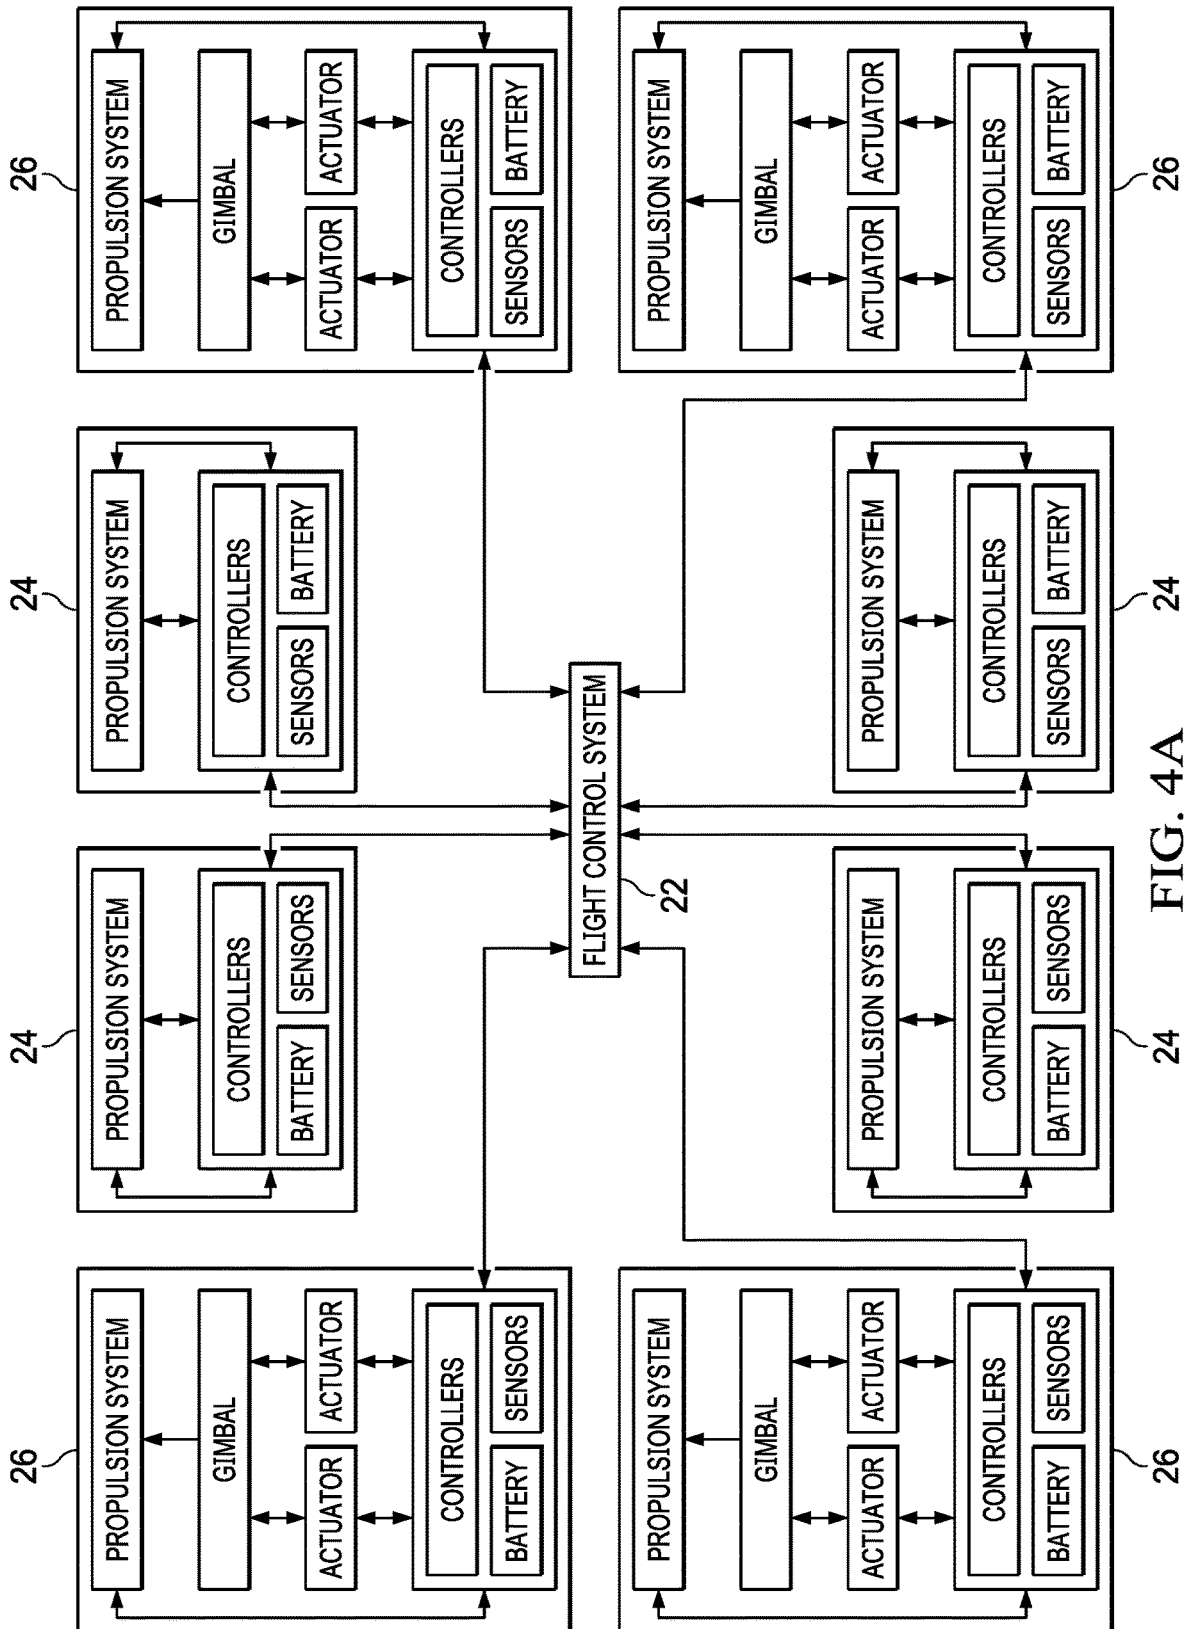 26
PROPULSION SYSTEM
GIMBAL
ACTUATOR
ACTUATOR
CONTROLLERS
BATTERY
SENSORS
24
PROPULSION SYSTEM
CONTROLLERS
BATTERY
SENSORS
24
PROPULSION SYSTEM
CONTROLLERS
SENSORS
BATTERY
26
PROPULSION SYSTEM
GIMBAL
ACTUATOR
ACTUATOR
CONTROLLERS
SENSORS
BATTERY
FLIGHT CONTROL SYSTEM
22
PROPULSION SYSTEM
GIMBAL
ACTUATOR
ACTUATOR
CONTROLLERS
BATTERY
SENSORS
26
PROPULSION SYSTEM
CONTROLLERS
BATTERY
SENSORS
24
PROPULSION SYSTEM
CONTROLLERS
SENSORS
BATTERY
24
PROPULSION SYSTEM
GIMBAL
ACTUATOR
ACTUATOR
CONTROLLERS
SENSORS
BATTERY
26
FIG. 4A